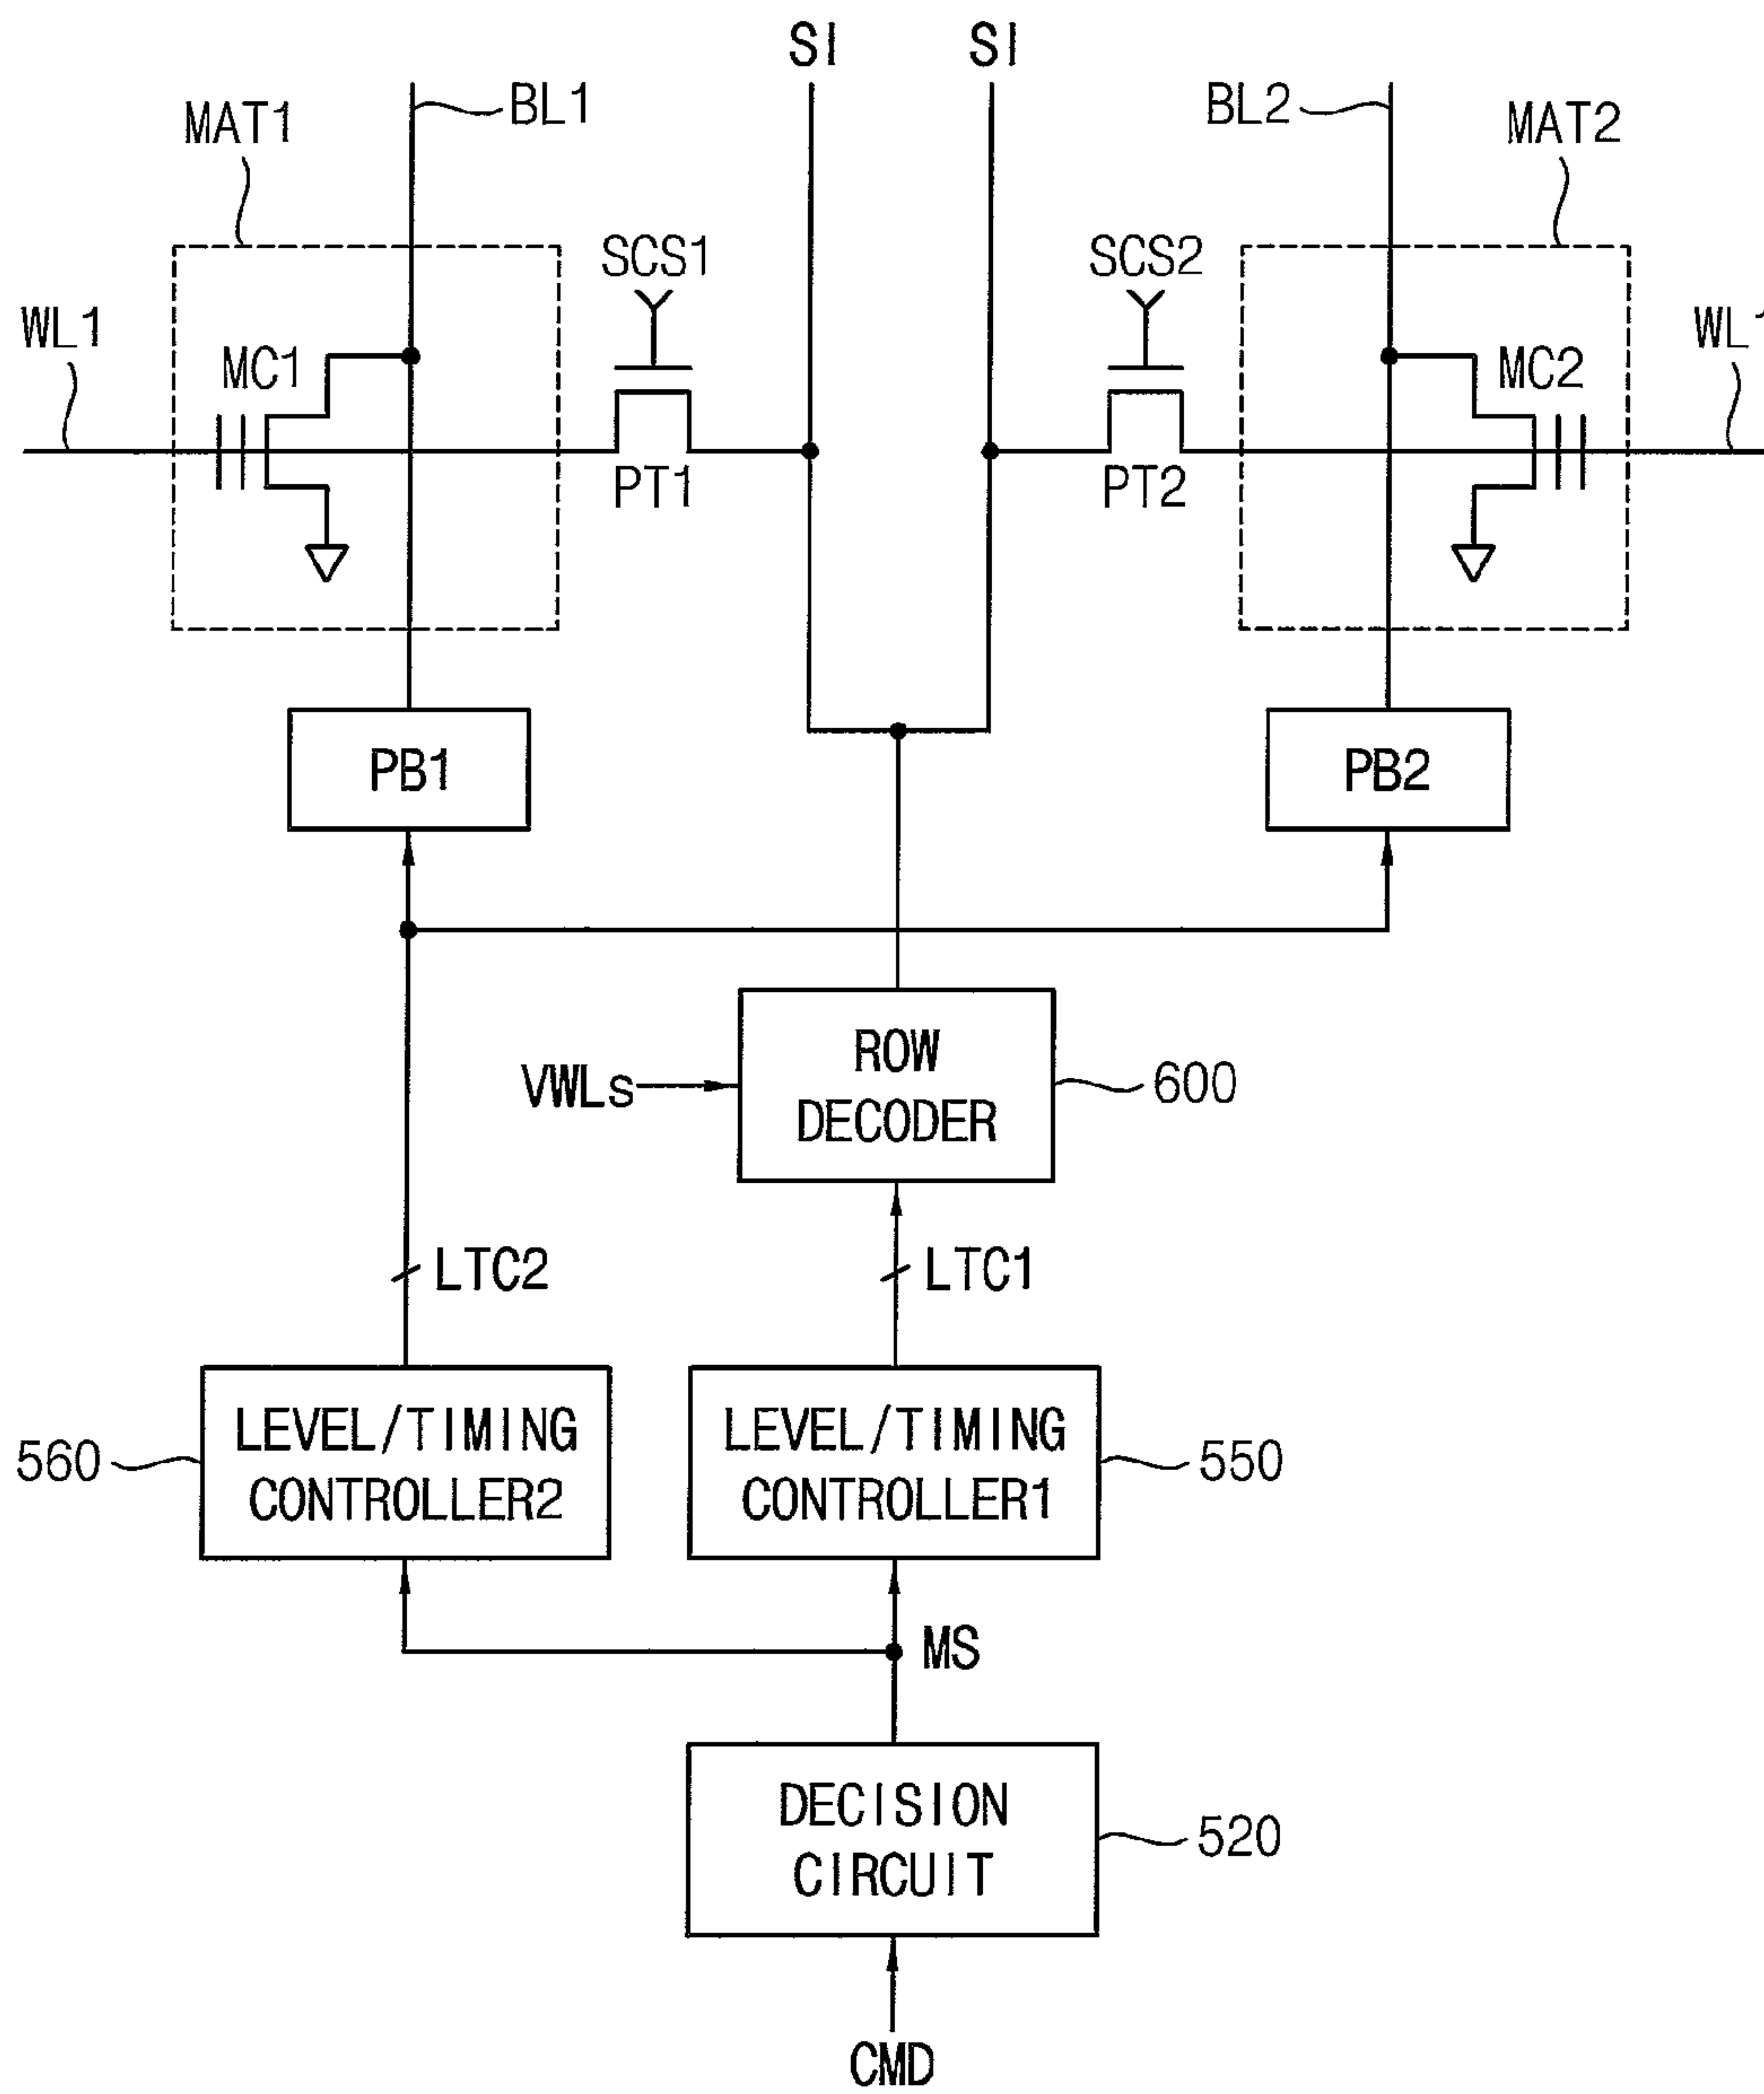 SI
SI
BL1
BL2
MAT1
MAT2
SCS1
SCS2
WL1
WL1
MC1
MC2
PT1
PT2
PB1
PB2
ROW
DECODER
VWLs
600
LTC2
LTC1
LEVEL/TIMING
CONTROLLER2
560
LEVEL/TIMING
CONTROLLER1
550
MS
DECISION
CIRCUIT
520
CMD